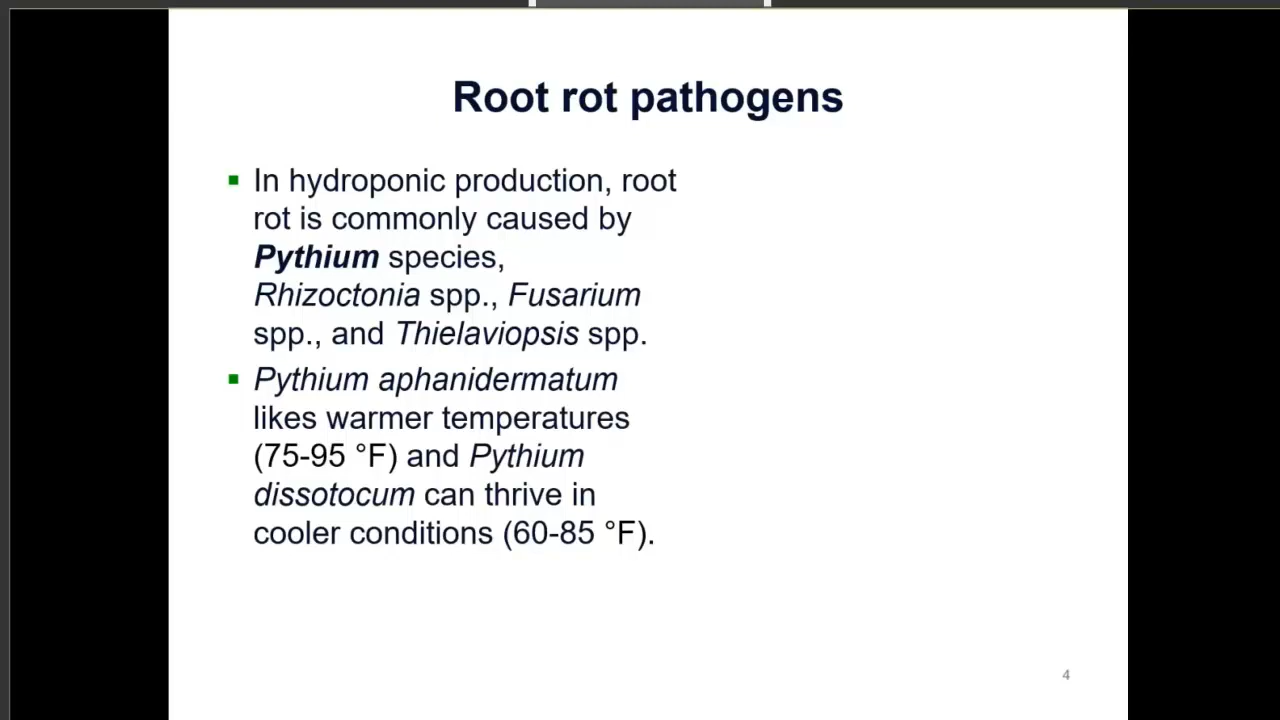 Root rot pathogens
▪ In hydroponic production, root
rot is commonly caused by
Pythium species,
Rhizoctonia spp., Fusarium
spp., and Thielaviopsis spp.
▪ Pythium aphanidermatum
likes warmer temperatures
(75-95 °F) and Pythium
dissotocum can thrive in
cooler conditions (60-85 °F).
4